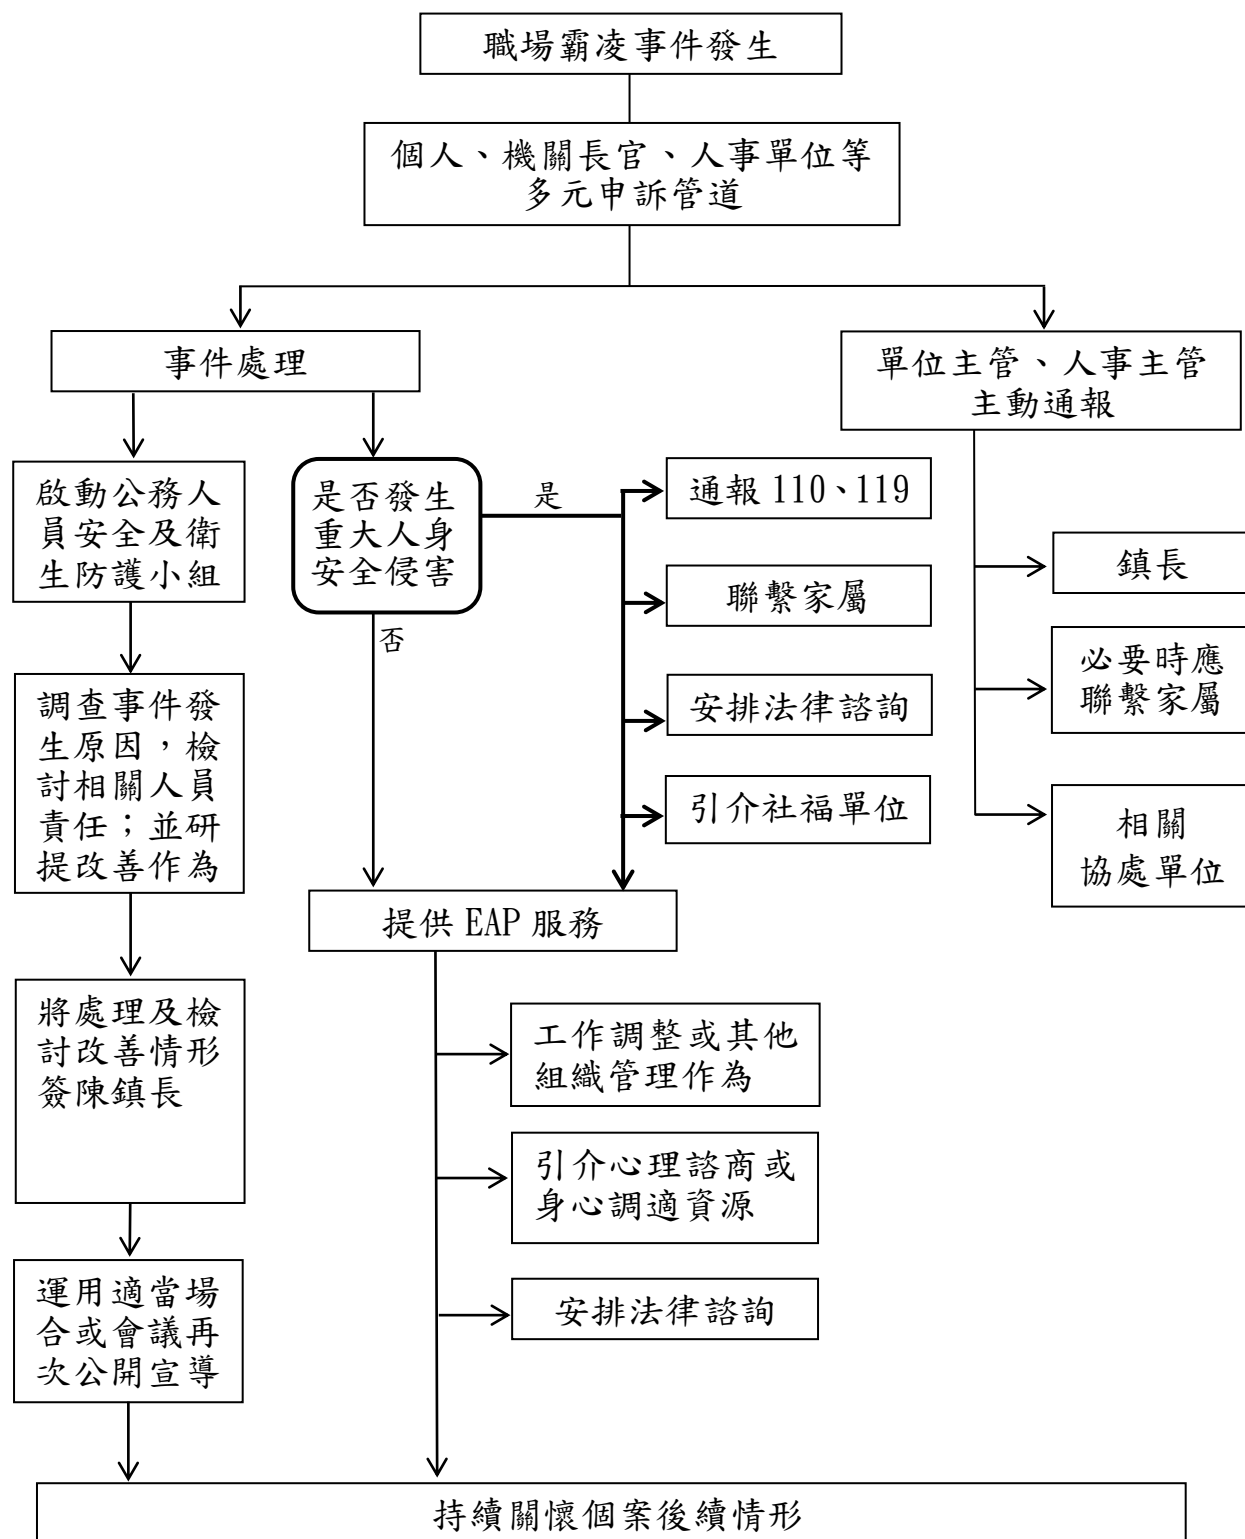 職場霸凌事件發生
個人、機關長官、人事單位等
多元申訴管道
事件處理
單位主管、人事主管
主動通報
啟動公務人
員安全及衛
生防護小組
是否發生
重大人身
安全侵害
是
否
通報 110、119
聯繫家屬
安排法律諮詢
引介社福單位
鎮長
必要時應
聯繫家屬
相關
協處單位
調查事件發
生原因，檢
討相關人員
責任；並研
提改善作為
提供 EAP 服務
將處理及檢
討改善情形
簽陳鎮長
工作調整或其他
組織管理作為
引介心理諮商或
身心調適資源
安排法律諮詢
運用適當場
合或會議再
次公開宣導
持續關懷個案後續情形